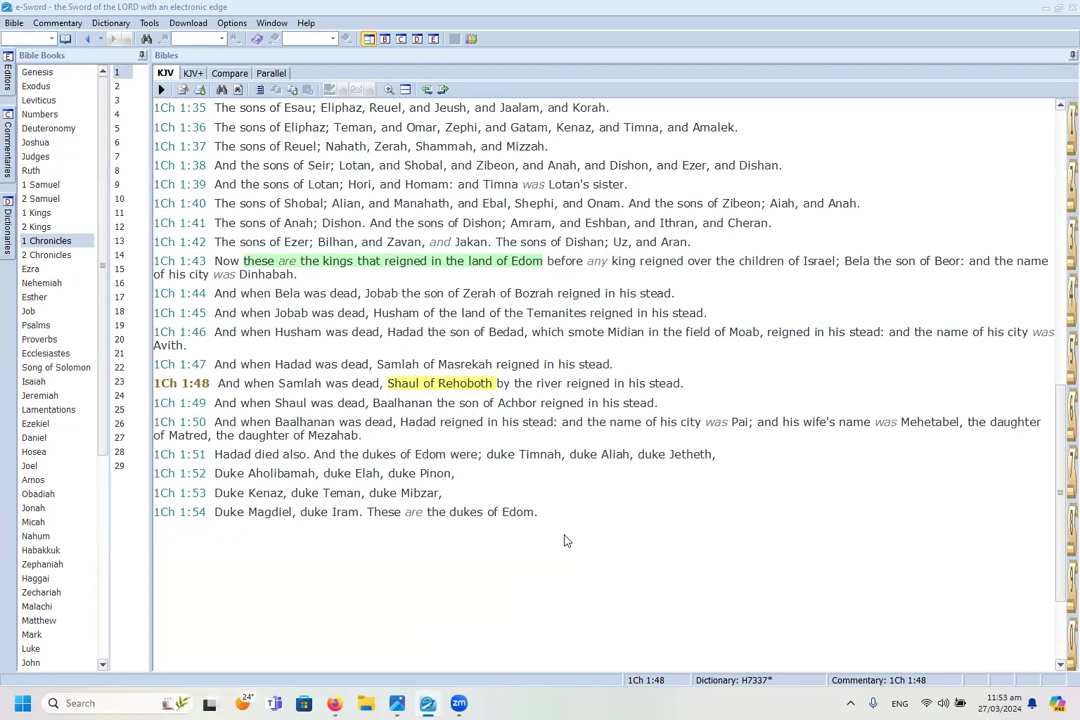 e-Sword - the Sword of the LORD with an electronic edge
Bible Commentary Dictionary Tools Download Options Window Help
B C D E
Bible Books
Bibles
Editors
Commentaries
Dictionaries
KJV KJV+ Compare Parallel
Genesis
Exodus
Leviticus
Numbers
Deuteronomy
Joshua
Judges
Ruth
1 Samuel
2 Samuel
1 Kings
2 Kings
1 Chronicles
2 Chronicles
Ezra
Nehemiah
Esther
Job
Psalms
Proverbs
Ecclesiastes
Song of Solomon
Isaiah
Jeremiah
Lamentations
Ezekiel
Daniel
Hosea
Joel
Amos
Obadiah
Jonah
Micah
Nahum
Habakkuk
Zephaniah
Haggai
Zechariah
Malachi
Matthew
Mark
Luke
John
1
2
3
4
5
6
7
8
9
10
11
12
13
14
15
16
17
18
19
20
21
22
23
24
25
26
27
28
29
1Ch 1:35 The sons of Esau; Eliphaz, Reuel, and Jeush, and Jaalam, and Korah.
1Ch 1:36 The sons of Eliphaz; Teman, and Omar, Zephi, and Gatam, Kenaz, and Timna, and Amalek.
1Ch 1:37 The sons of Reuel; Nahath, Zerah, Shammah, and Mizzah.
1Ch 1:38 And the sons of Seir; Lotan, and Shobal, and Zibeon, and Anah, and Dishon, and Ezer, and Dishan.
1Ch 1:39 And the sons of Lotan; Hori, and Homam: and Timna was Lotan's sister.
1Ch 1:40 The sons of Shobal; Alian, and Manahath, and Ebal, Shephi, and Onam. And the sons of Zibeon; Aiah, and Anah.
1Ch 1:41 The sons of Anah; Dishon. And the sons of Dishon; Amram, and Eshban, and Ithran, and Cheran.
1Ch 1:42 The sons of Ezer; Bilhan, and Zavan, and Jakan. The sons of Dishan; Uz, and Aran.
1Ch 1:43 Now these are the kings that reigned in the land of Edom before any king reigned over the children of Israel; Bela the son of Beor: and the name
of his city was Dinhabah.
1Ch 1:44 And when Bela was dead, Jobab the son of Zerah of Bozrah reigned in his stead.
1Ch 1:45 And when Jobab was dead, Husham of the land of the Temanites reigned in his stead.
1Ch 1:46 And when Husham was dead, Hadad the son of Bedad, which smote Midian in the field of Moab, reigned in his stead: and the name of his city was
Avith.
1Ch 1:47 And when Hadad was dead, Samlah of Masrekah reigned in his stead.
1Ch 1:48 And when Samlah was dead, Shaul of Rehoboth by the river reigned in his stead.
1Ch 1:49 And when Shaul was dead, Baalhanan the son of Achbor reigned in his stead.
1Ch 1:50 And when Baalhanan was dead, Hadad reigned in his stead: and the name of his city was Pai; and his wife's name was Mehetabel, the daughter
of Matred, the daughter of Mezahab.
1Ch 1:51 Hadad died also. And the dukes of Edom were; duke Timnah, duke Aliah, duke Jetheth,
1Ch 1:52 Duke Aholibamah, duke Elah, duke Pinon,
1Ch 1:53 Duke Kenaz, duke Teman, duke Mibzar,
1Ch 1:54 Duke Magdiel, duke Iram. These are the dukes of Edom.
1Ch 1:48 Dictionary: H7337* Commentary: 1Ch 1:48
Search
24°
zm
ENG
11:53 am
27/03/2024
PRE